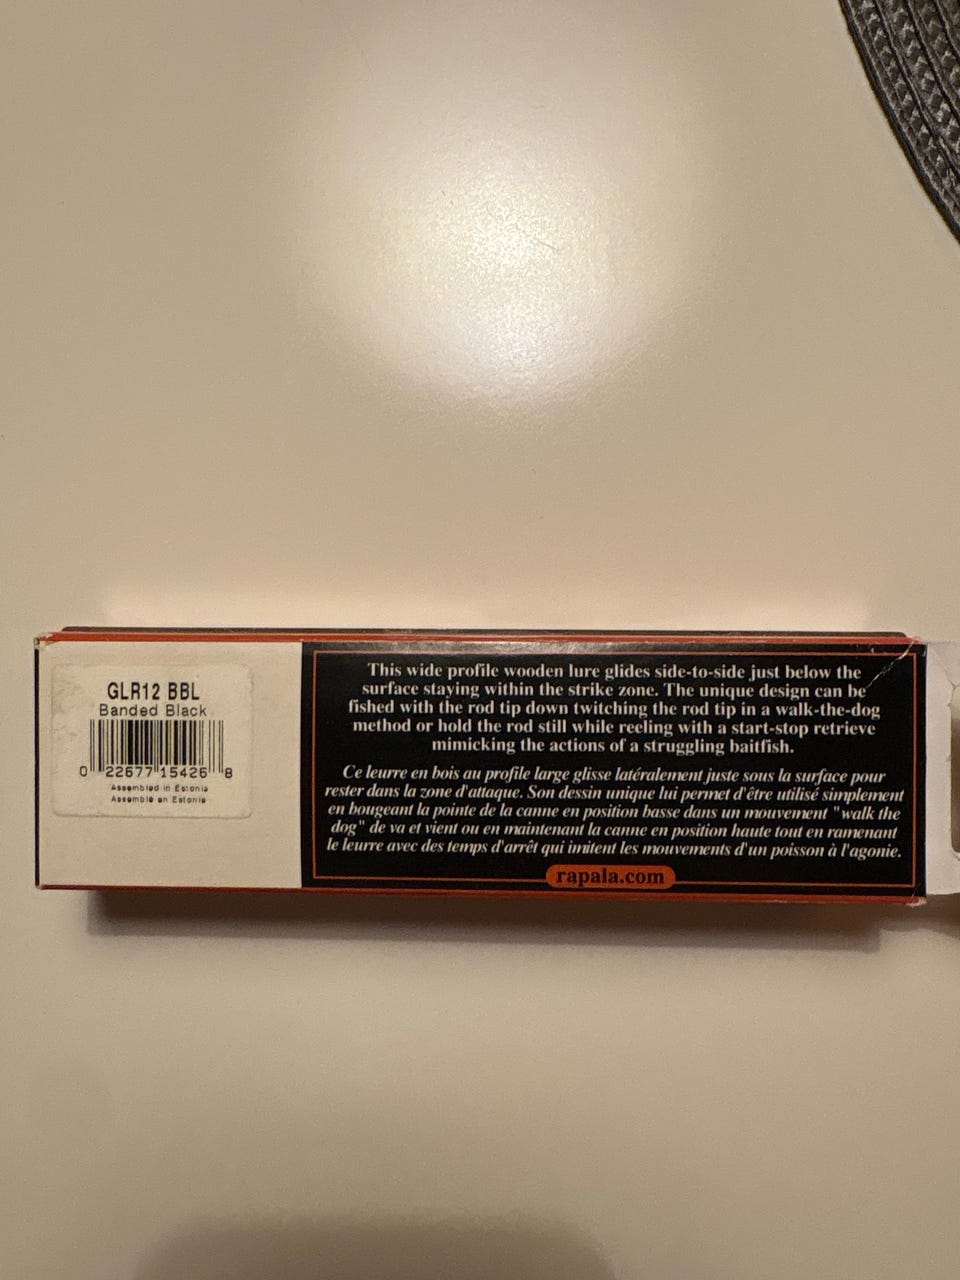 GLR12 BBL
Banded Black
0 22677 15426 8
Assembled in Estonia
Assemblé en Estonie
This wide profile wooden lure glides side-to-side just below the
surface staying within the strike zone. The unique design can be
fished with the rod tip down twitching the rod tip in a walk-the-dog
method or hold the rod still while reeling with a start-stop retrieve
mimicking the actions of a struggling baitfish.
Ce leurre en bois au profile large glisse latéralement juste sous la surface pour
rester dans la zone d'attaque. Son dessin unique lui permet d'être utilisé simplement
en bougeant la pointe de la canne en position basse dans un mouvement "walk the
dog" de va et vient ou en maintenant la canne en position haute tout en ramenant
le leurre avec des temps d'arrêt qui imitent les mouvements d'un poisson à l'agonie.
rapala.com